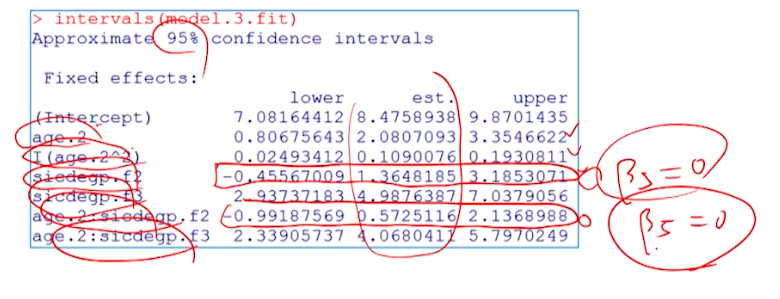 > intervals(model.3.fit)
Approximate 95% confidence intervals
Fixed effects:
lower est. upper
(Intercept) 7.08164412 8.4758938 9.8701435
age.2 0.80675643 2.0807093 3.3546622
I(age.2^2) 0.02493412 0.1090076 0.1930811
sicdegp.f2 -0.45567009 1.3648185 3.1853071 β3=0
sicdegp.f3 2.93737183 4.9876387 7.0379056
age.2:sicdegp.f2 -0.99187569 0.5725116 2.1368988 β5=0
age.2:sicdegp.f3 2.33905737 4.0680411 5.7970249